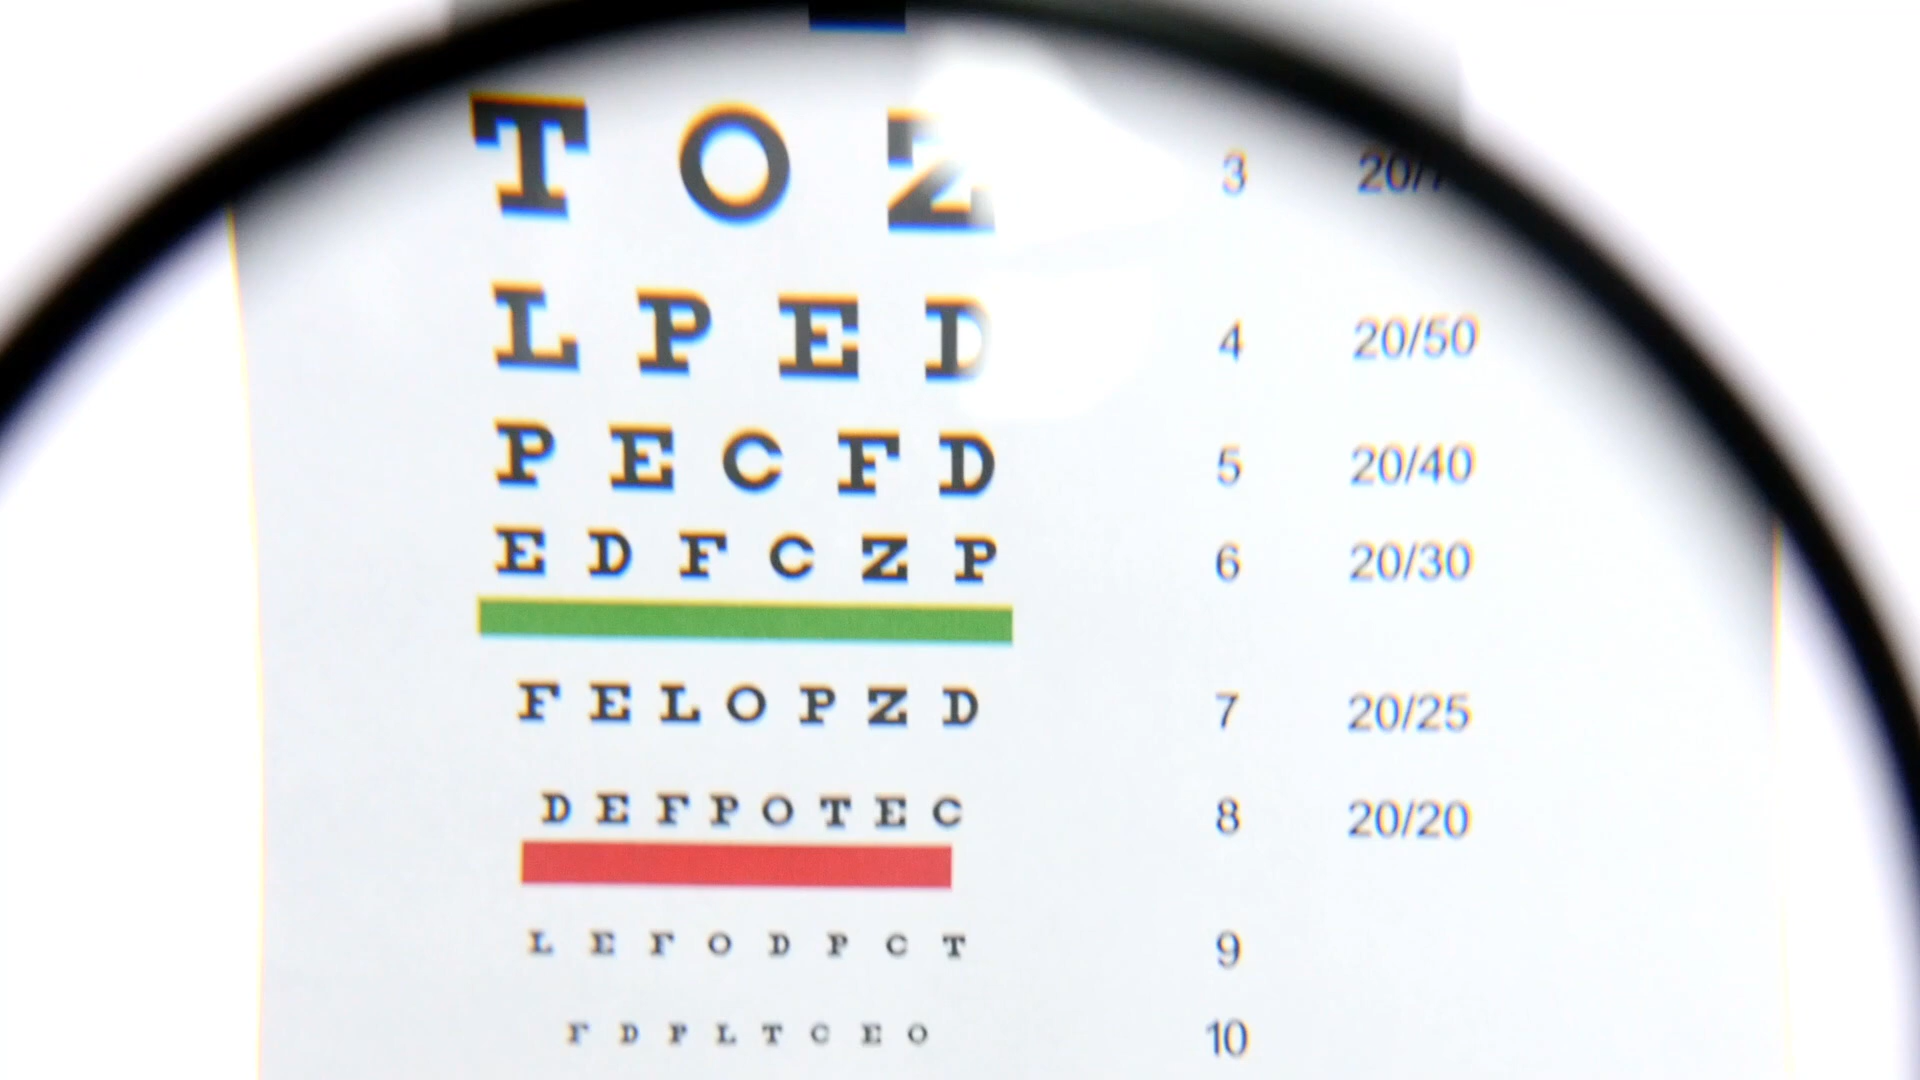 T O Z 3
L P E D 4 20/50
P E C F D 5 20/40
E D F C Z P 6 20/30
F E L O P Z D 7 20/25
D E F P O T E C 8 20/20
L E F O D P C T 9
F D P L T C E O 10